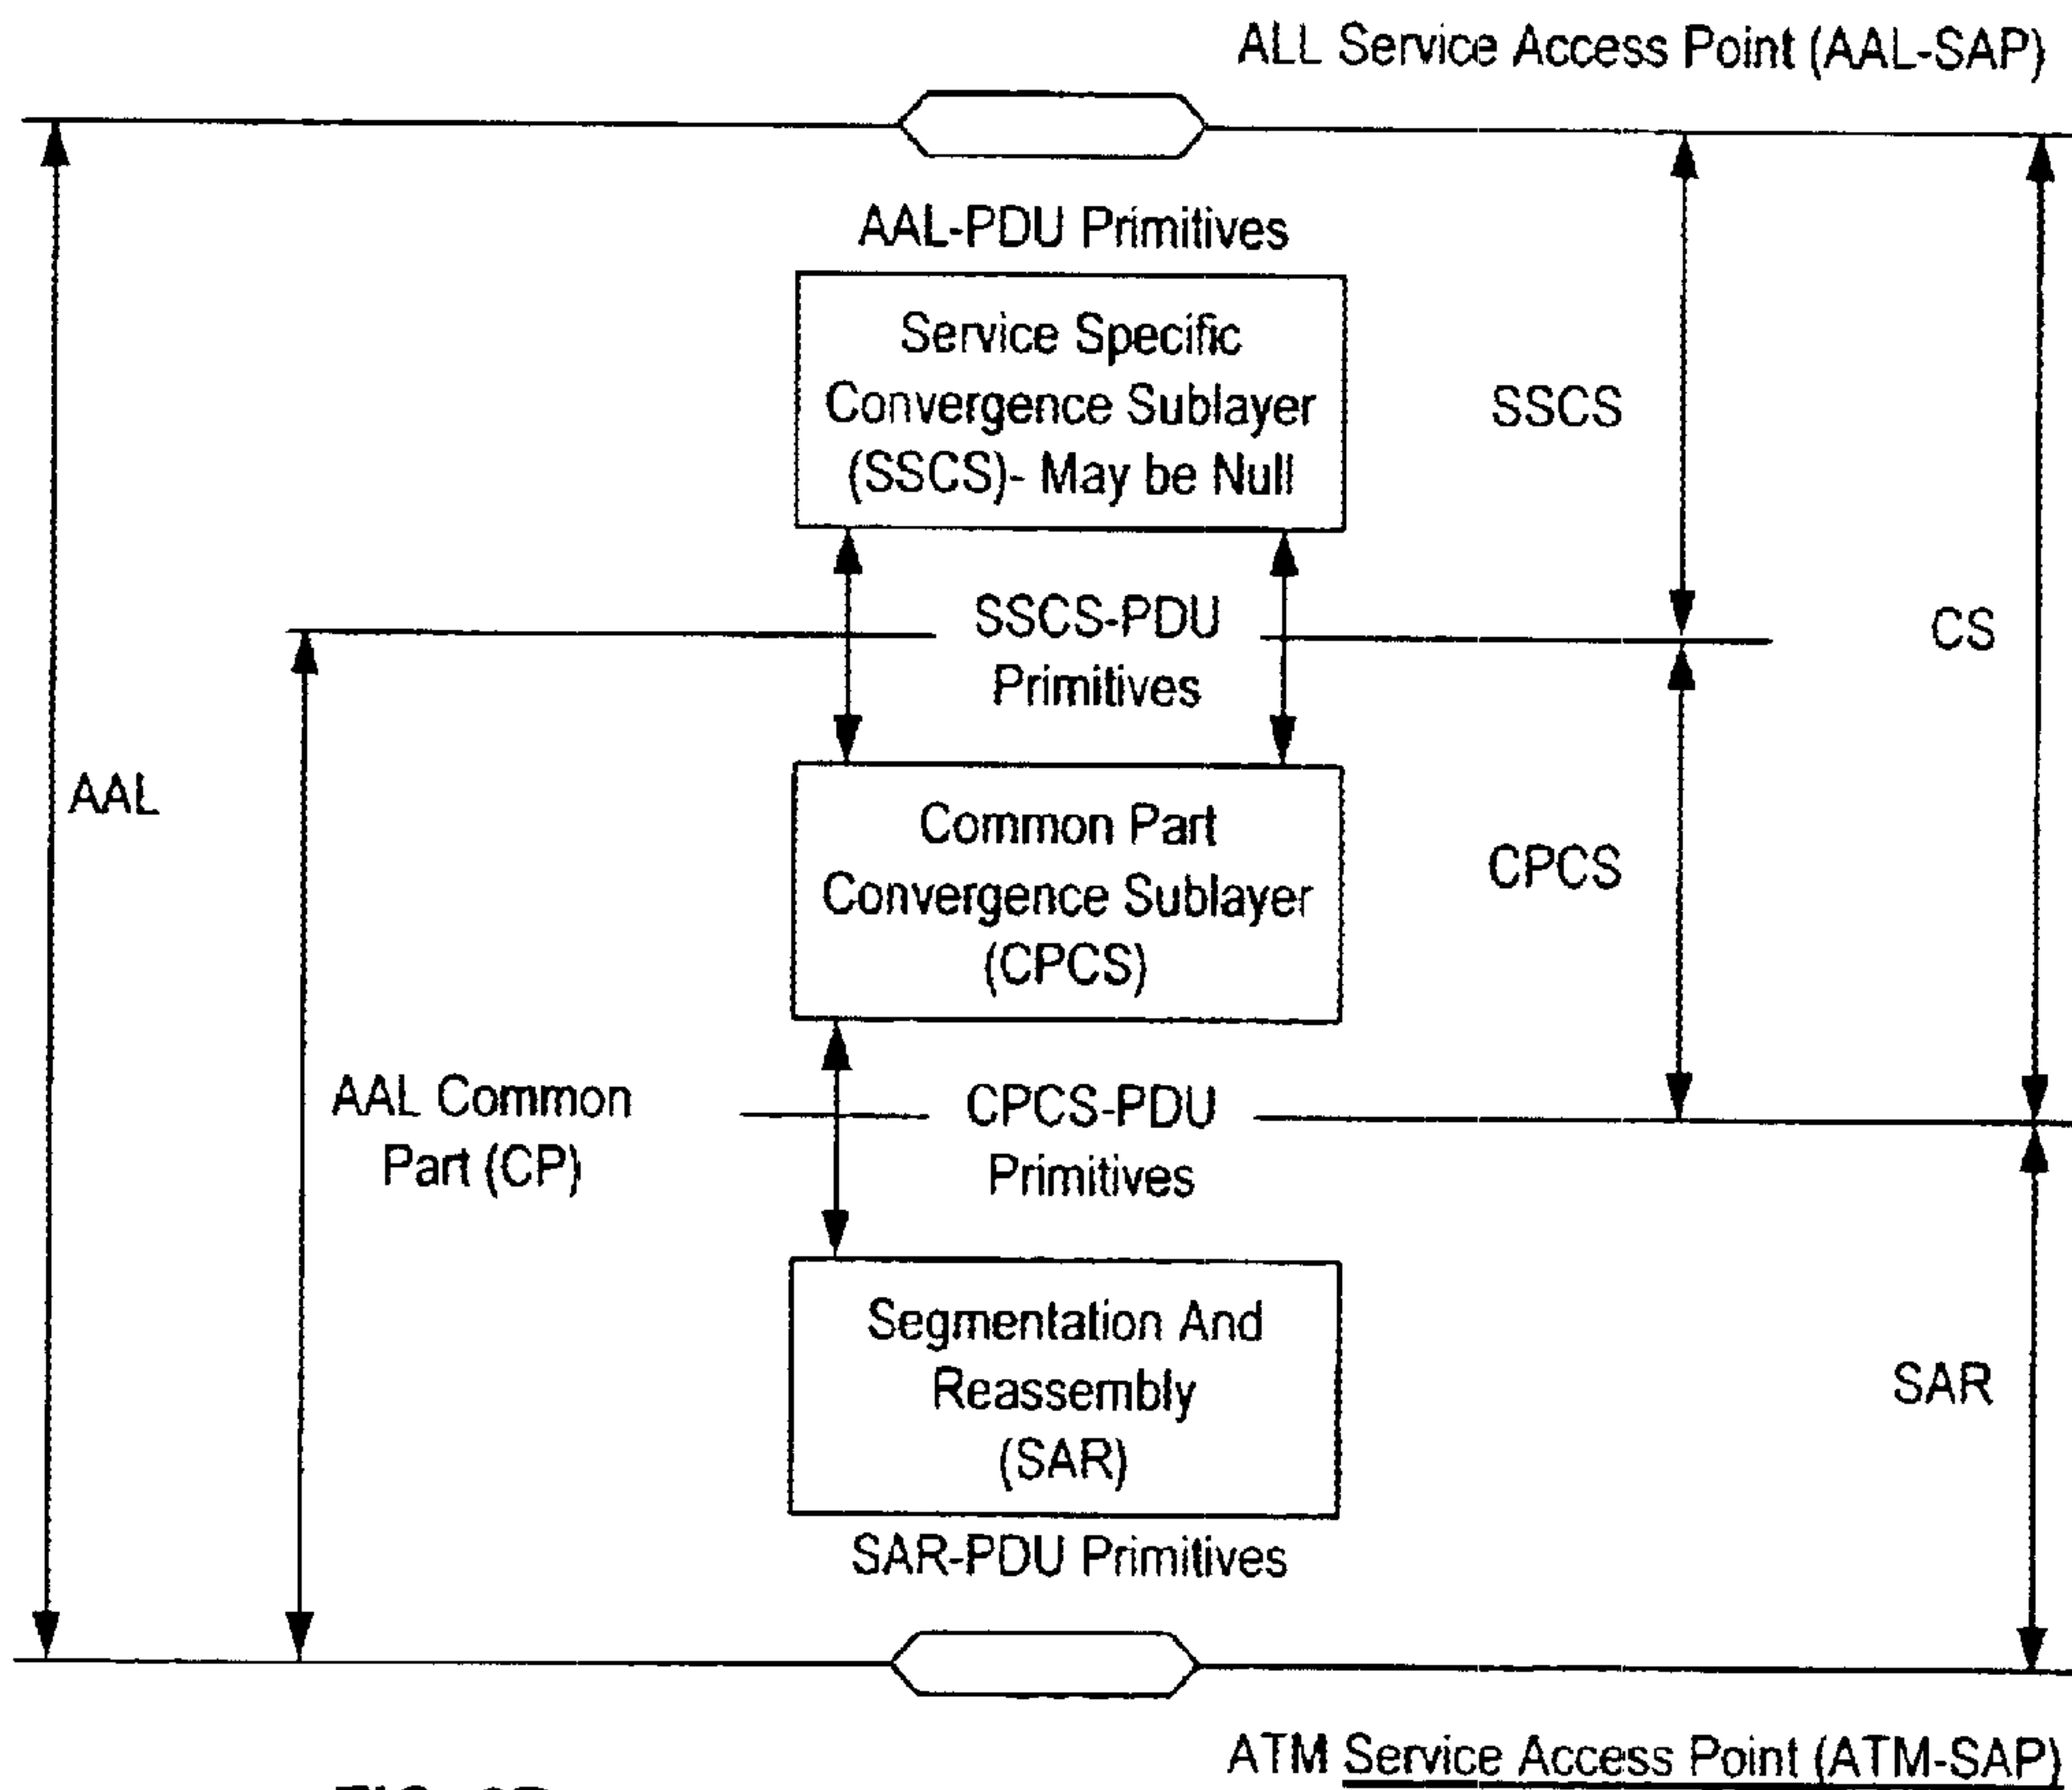 ALL Service Access Point (AAL-SAP)
AAL-PDU Primitives
Service Specific
Convergence Sublayer
(SSCS)- May be Null
SSCS
SSCS-PDU
Primitives
CS
AAL
Common Part
Convergence Sublayer
(CPCS)
CPCS
AAL Common
Part (CP)
CPCS-PDU
Primitives
Segmentation And
Reassembly
(SAR)
SAR
SAR-PDU Primitives
ATM Service Access Point (ATM-SAP)